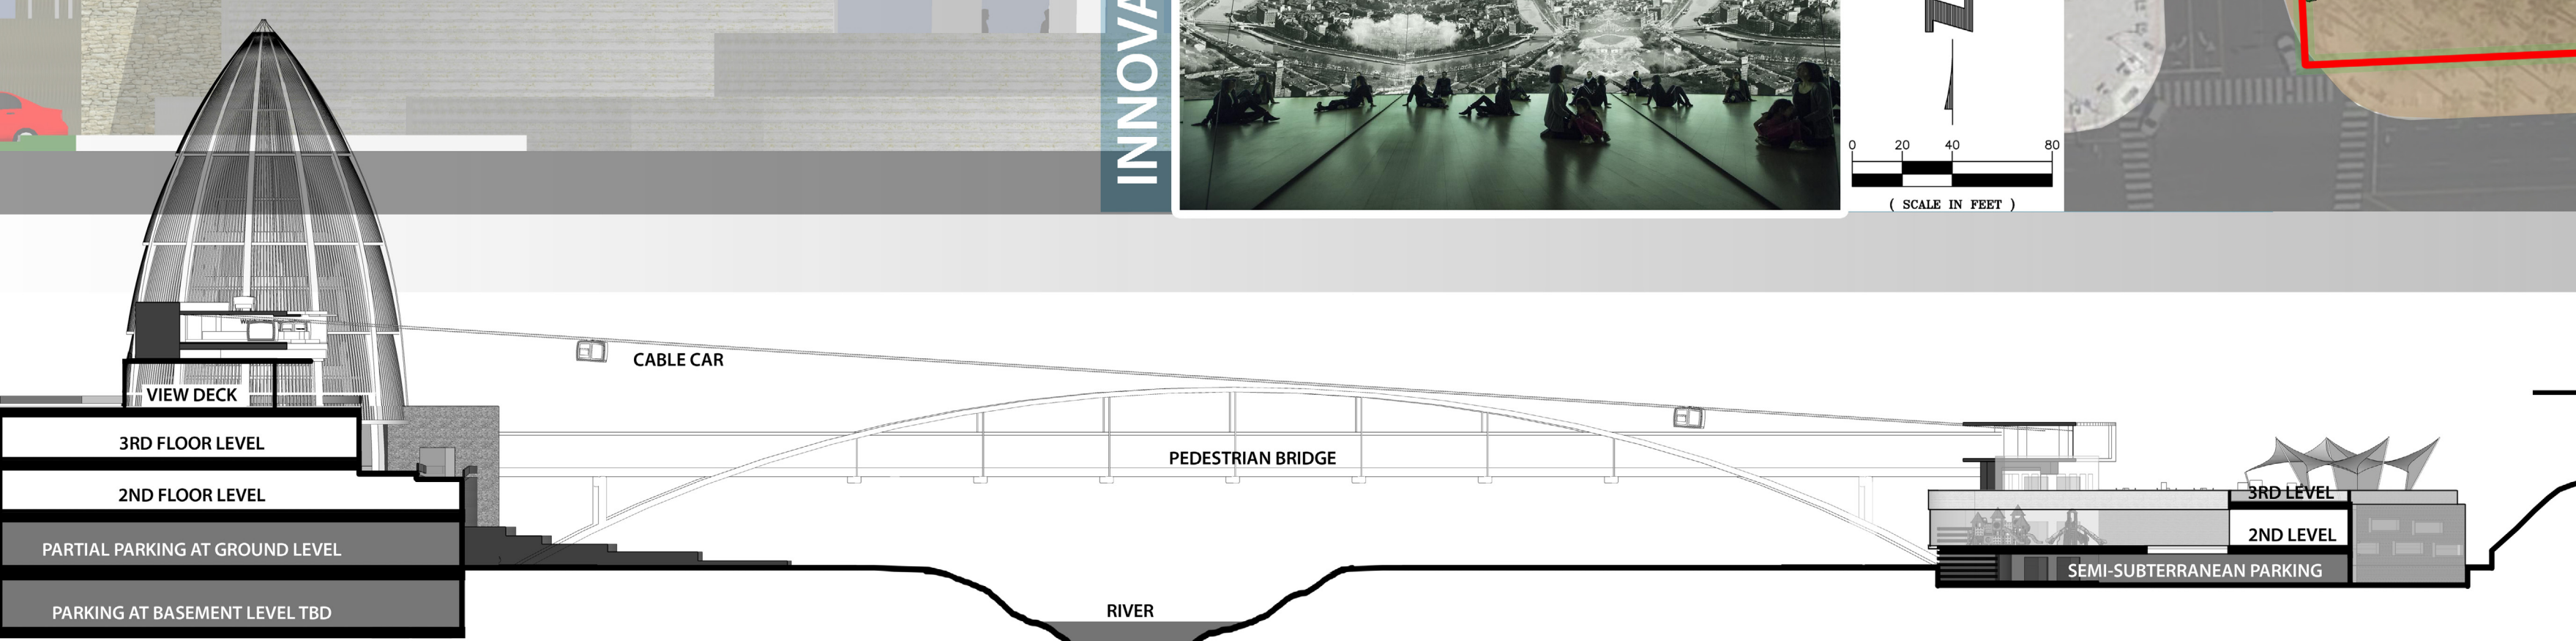 INNOVA
0 20 40 80
( SCALE IN FEET )
CABLE CAR
VIEW DECK
3RD FLOOR LEVEL
2ND FLOOR LEVEL
PARTIAL PARKING AT GROUND LEVEL
PARKING AT BASEMENT LEVEL TBD
PEDESTRIAN BRIDGE
RIVER
3RD LEVEL
2ND LEVEL
SEMI-SUBTERRANEAN PARKING